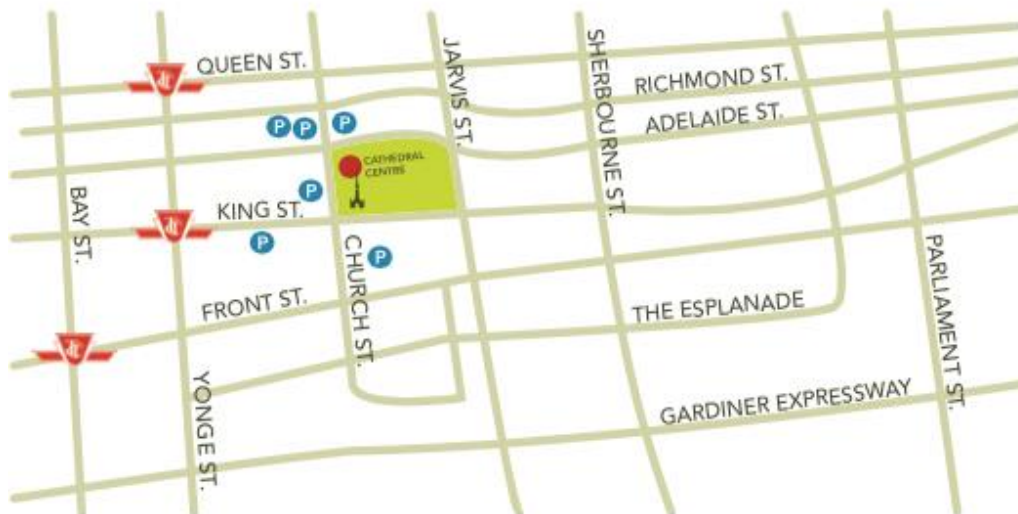 QUEEN ST.
JARVIS ST.
SHERBOURNE ST.
RICHMOND ST.
ADELAIDE ST.
P
P
P
CATHEDRAL
CENTRE
P
BAY ST.
KING ST.
P
CHURCH ST.
P
PARLIAMENT ST.
FRONT ST.
THE ESPLANADE
YONGE ST.
GARDINER EXPRESSWAY